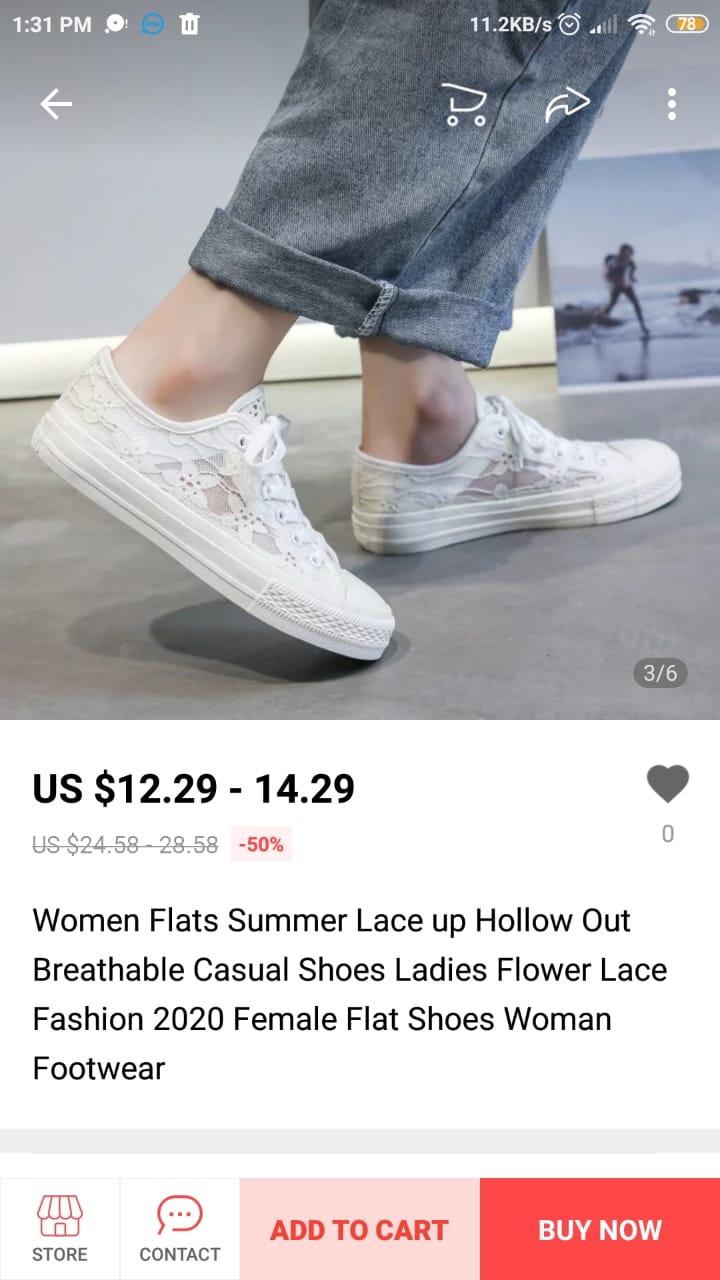 1:31 PM
11.2KB/s
78
3/6
US $12.29 - 14.29
US $24.58 - 28.58
-50%
0
Women Flats Summer Lace up Hollow Out
Breathable Casual Shoes Ladies Flower Lace
Fashion 2020 Female Flat Shoes Woman
Footwear
STORE
CONTACT
ADD TO CART
BUY NOW